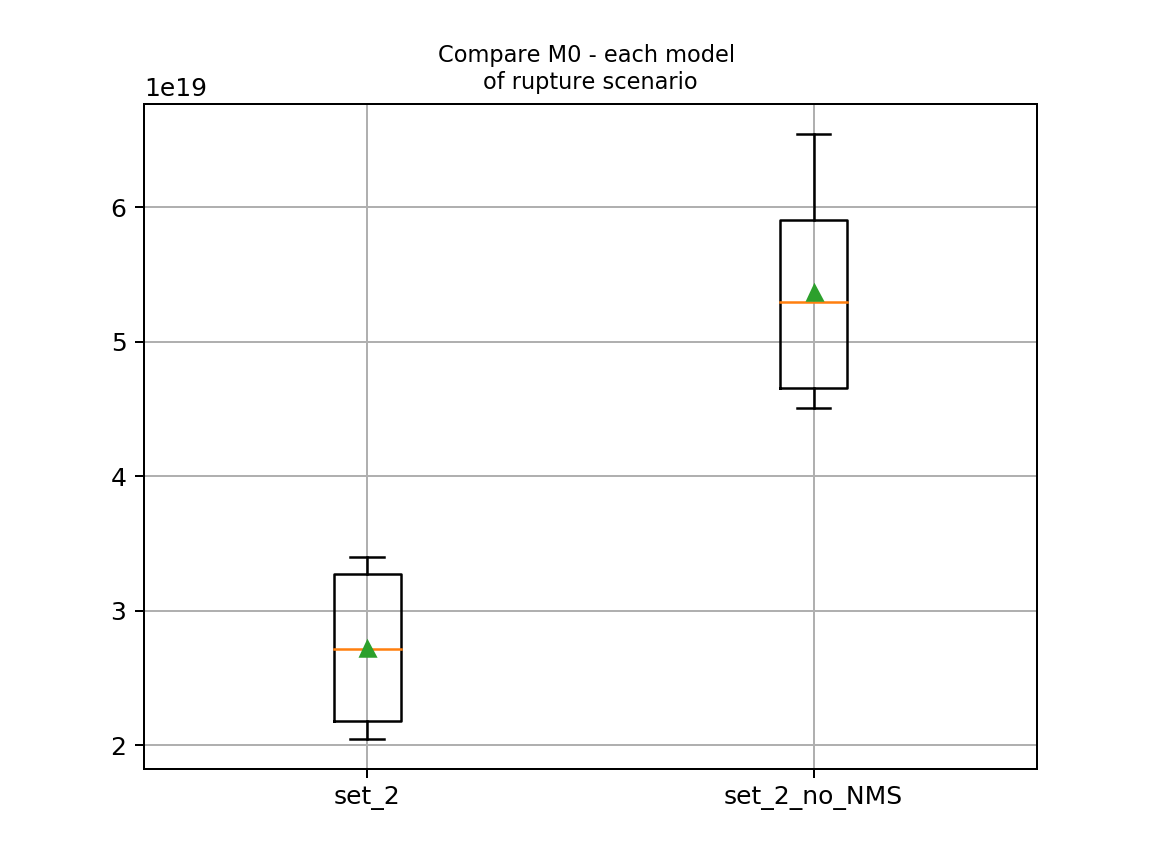 Compare M0 - each model
of rupture scenario
1e19
6
5
4
3
2
set_2
set_2_no_NMS